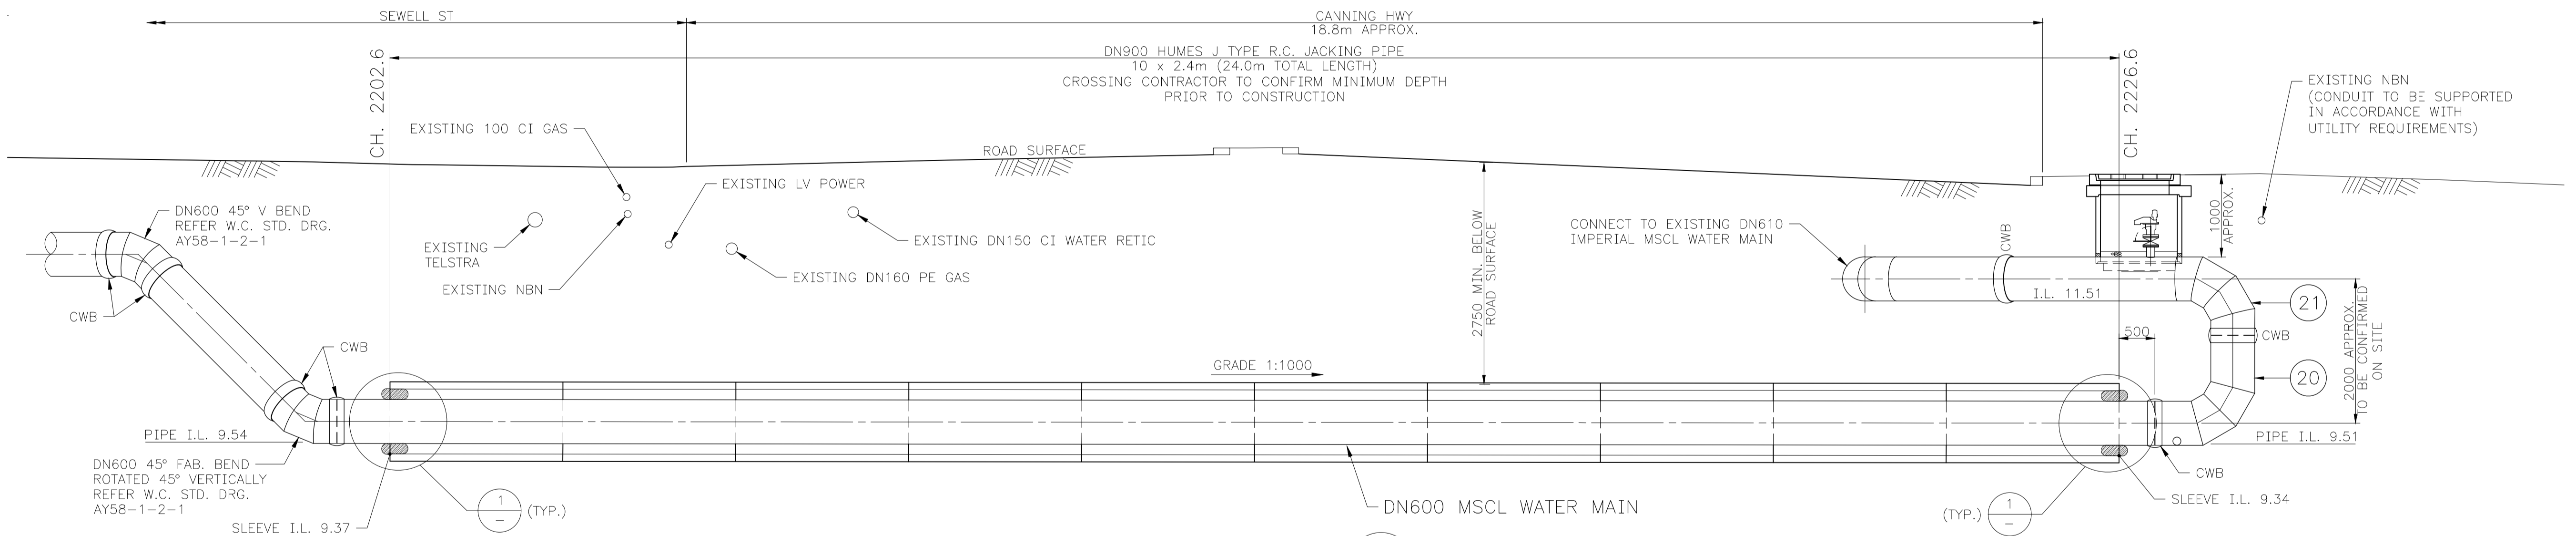 SEWELL ST
CANNING HWY
18.8m APPROX.
DN900 HUMES J TYPE R.C. JACKING PIPE
10 x 2.4m (24.0m TOTAL LENGTH)
CROSSING CONTRACTOR TO CONFIRM MINIMUM DEPTH
PRIOR TO CONSTRUCTION
CH. 2202.6
CH. 2226.6
EXISTING NBN
(CONDUIT TO BE SUPPORTED
IN ACCORDANCE WITH
UTILITY REQUIREMENTS)
EXISTING 100 CI GAS
ROAD SURFACE
EXISTING LV POWER
DN600 45° V BEND
REFER W.C. STD. DRG.
AY58-1-2-1
EXISTING
TELSTRA
EXISTING NBN
EXISTING DN150 CI WATER RETIC
EXISTING DN160 PE GAS
2750 MIN. BELOW
ROAD SURFACE
CONNECT TO EXISTING DN610
IMPERIAL MSCL WATER MAIN
CWB
1000
APPROX.
I.L. 11.51
21
2000 APPROX.
TO BE CONFIRMED
ON SITE
CWB
500
CWB
20
CWB
GRADE 1:1000
PIPE I.L. 9.54
PIPE I.L. 9.51
DN600 45° FAB. BEND
ROTATED 45° VERTICALLY
REFER W.C. STD. DRG.
AY58-1-2-1
CWB
SLEEVE I.L. 9.37
1
–
(TYP.)
DN600 MSCL WATER MAIN
(TYP.)
1
–
SLEEVE I.L. 9.34